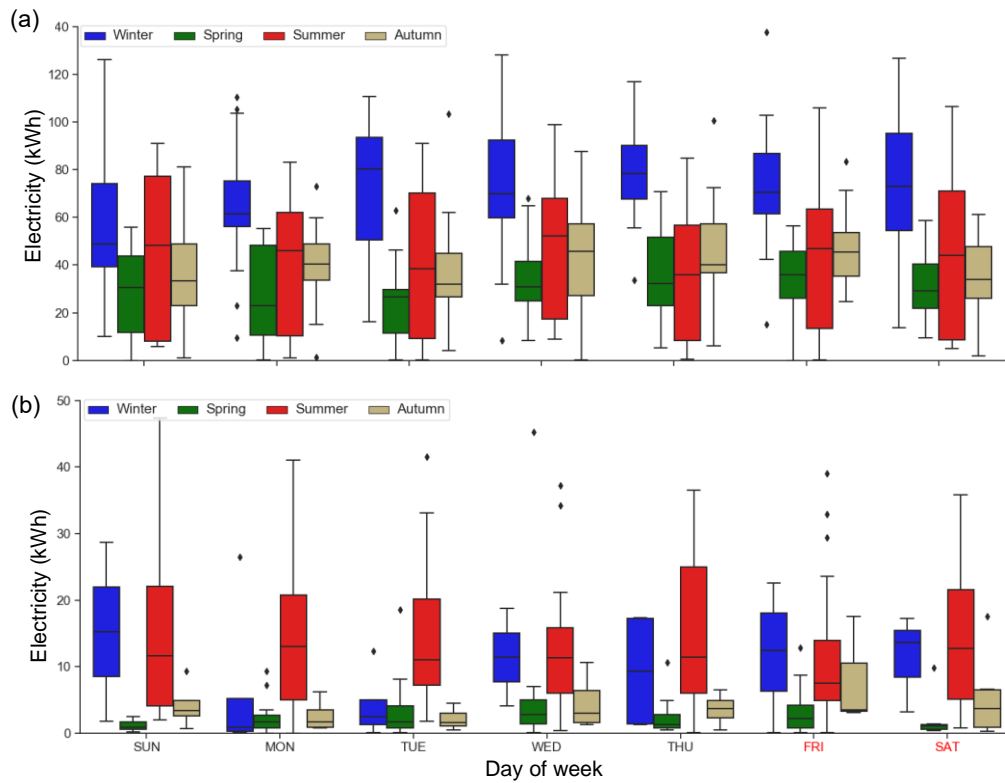 (a)
Winter Spring Summer Autumn
40
120
100
80
60
40
20
0
Electricity (kWh)
(b)
Winter Spring Summer Autumn
50
40
30
20
10
0
Electricity (kWh)
SUN MON TUE WED THU FRI SAT
Day of week